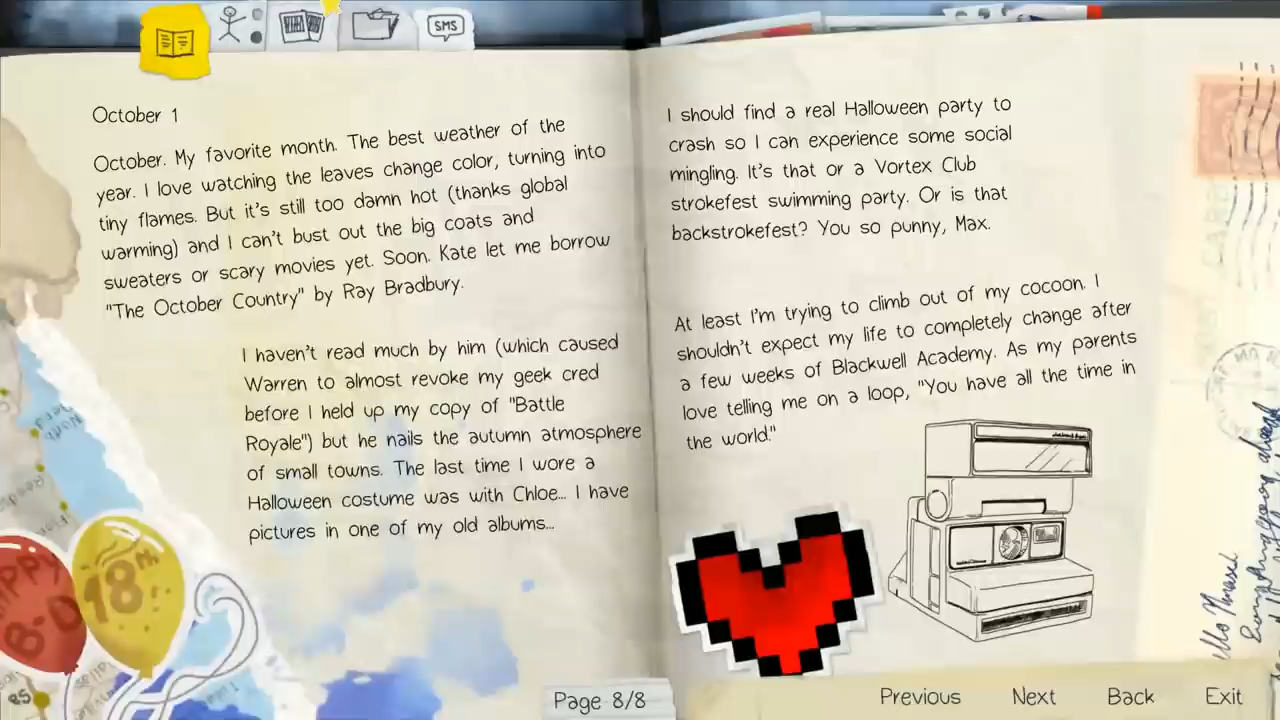 SMS
October 1
October. My favorite month. The best weather of the
year. I love watching the leaves change color, turning into
tiny flames. But it's still too damn hot (thanks global
warming) and I can't bust out the big coats and
sweaters or scary movies yet. Soon. Kate let me borrow
"The October Country" by Ray Bradbury.
I haven't read much by him (which caused
Warren to almost revoke my geek cred
before I held up my copy of "Battle
Royale") but he nails the autumn atmosphere
of small towns. The last time I wore a
Halloween costume was with Chloe... I have
pictures in one of my old albums...
18th
I should find a real Halloween party to
crash so I can experience some social
mingling. It's that or a Vortex Club
strokefest swimming party. Or is that
backstrokefest? You so punny, Max.
At least I'm trying to climb out of my cocoon. I
shouldn't expect my life to completely change after
a few weeks of Blackwell Academy. As my parents
love telling me on a loop, "You have all the time in
the world."
Page 8/8
Previous
Next
Back
Exit